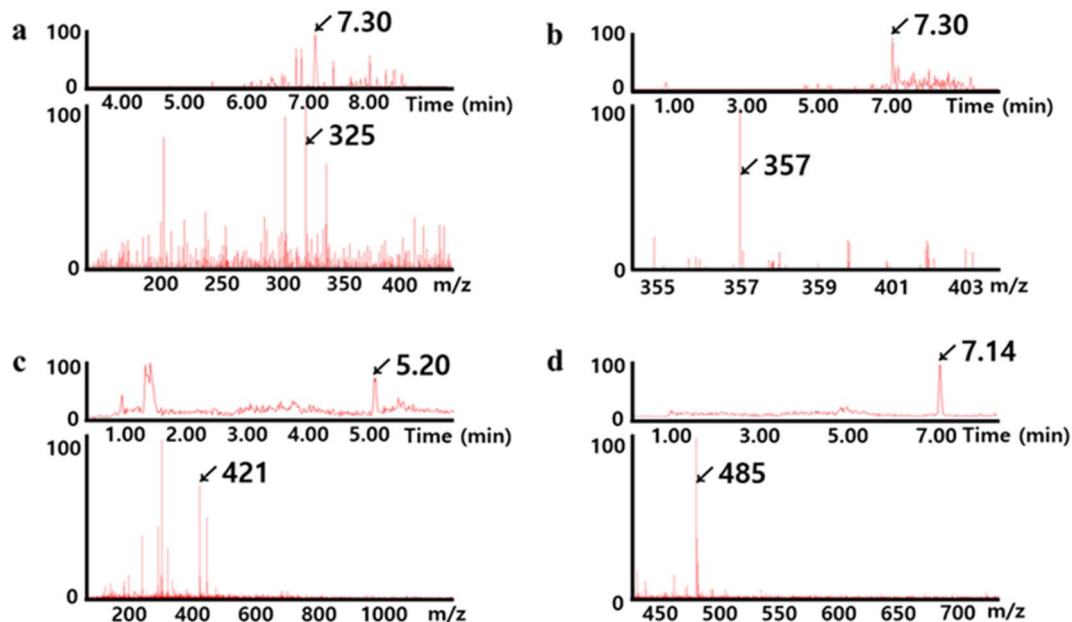 a
100
7.30
0
4.00 5.00 6.00 7.00 8.00 Time (min)
100
325
0
200 250 300 350 400 m/z
b
100
7.30
0
1.00 3.00 5.00 7.00 Time (min)
100
357
0
355 357 359 401 403 m/z
c
100
5.20
0
1.00 2.00 3.00 4.00 5.00 Time (min)
100
421
0
200 400 600 800 1000 m/z
d
100
7.14
0
1.00 3.00 5.00 7.00 Time (min)
100
485
0
450 500 550 600 650 700 m/z